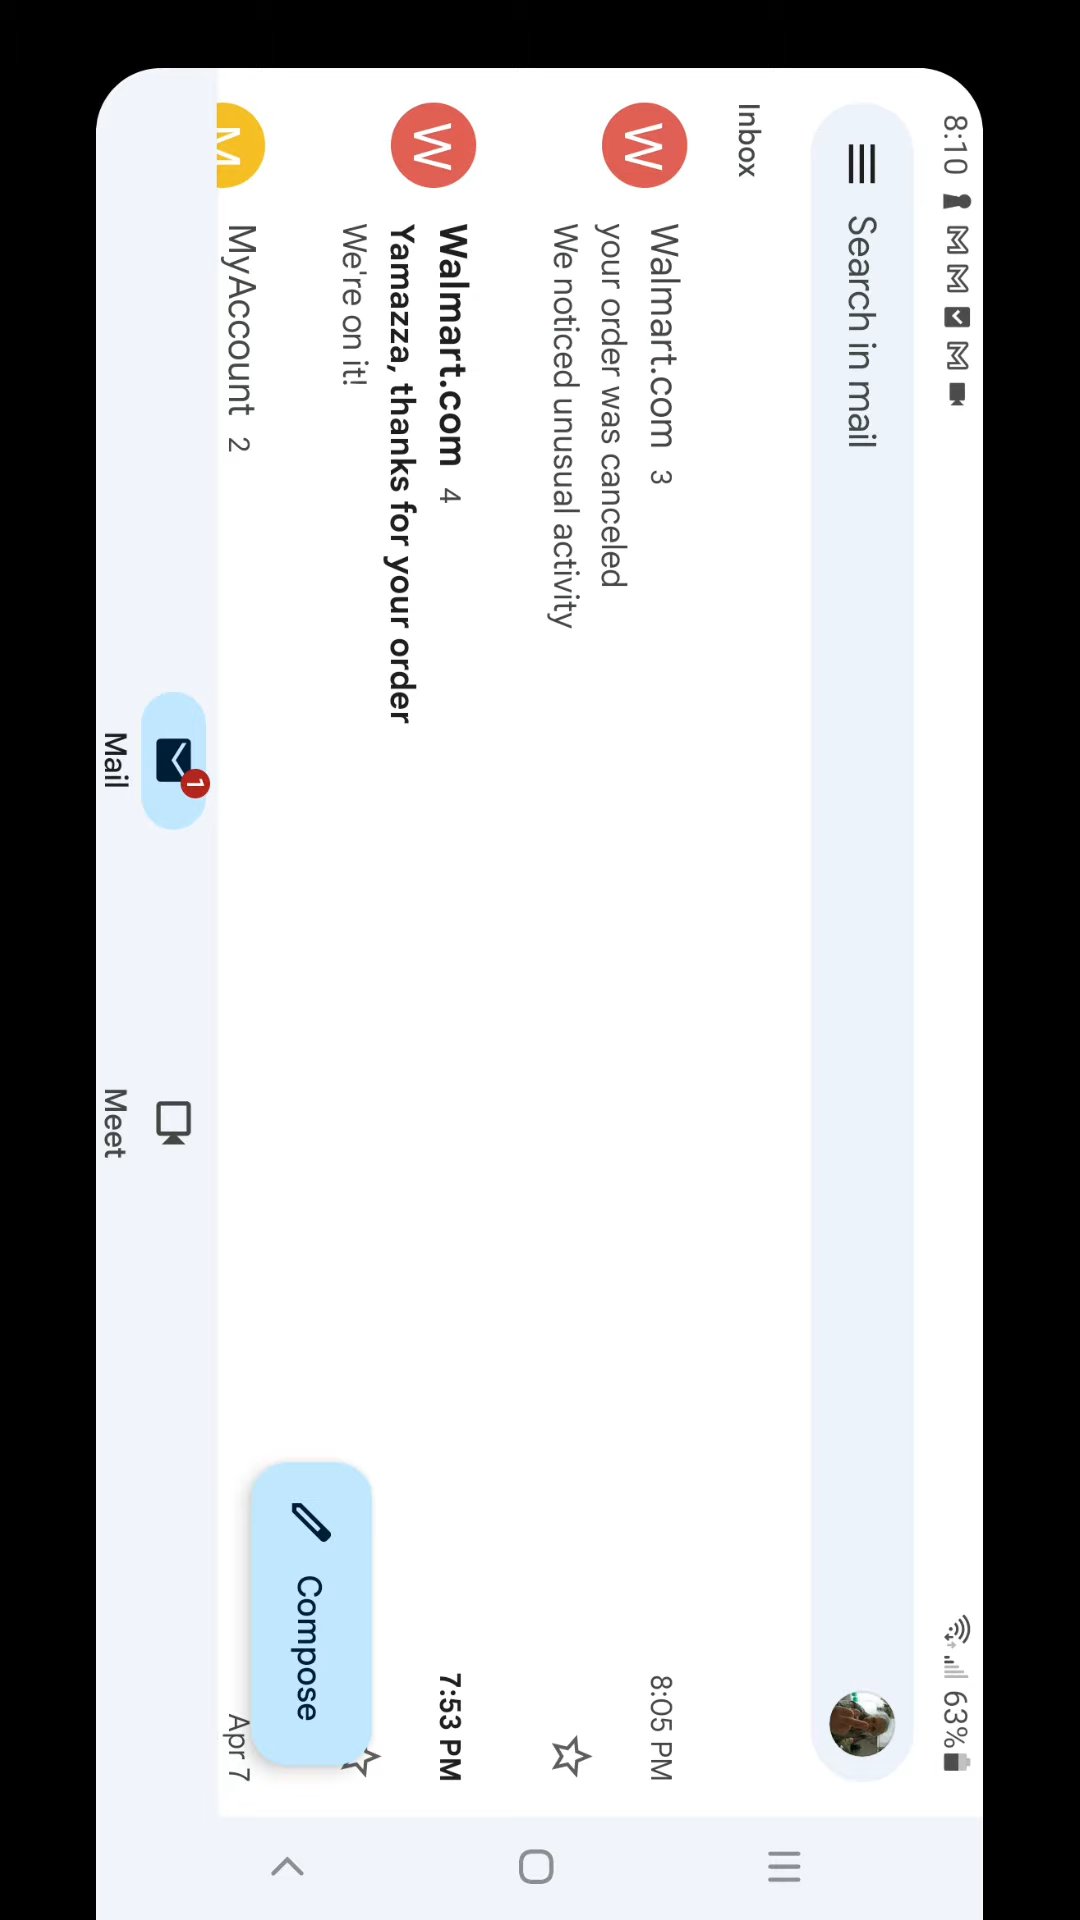 8:10
63%
Search in mail
Inbox
W
Walmart.com 3
8:05 PM
your order was canceled
We noticed unusual activity
W
Walmart.com 4
7:53 PM
Yamazza, thanks for your order
We're on it!
M
MyAccount 2
Apr 7
Compose
1
Mail
Meet